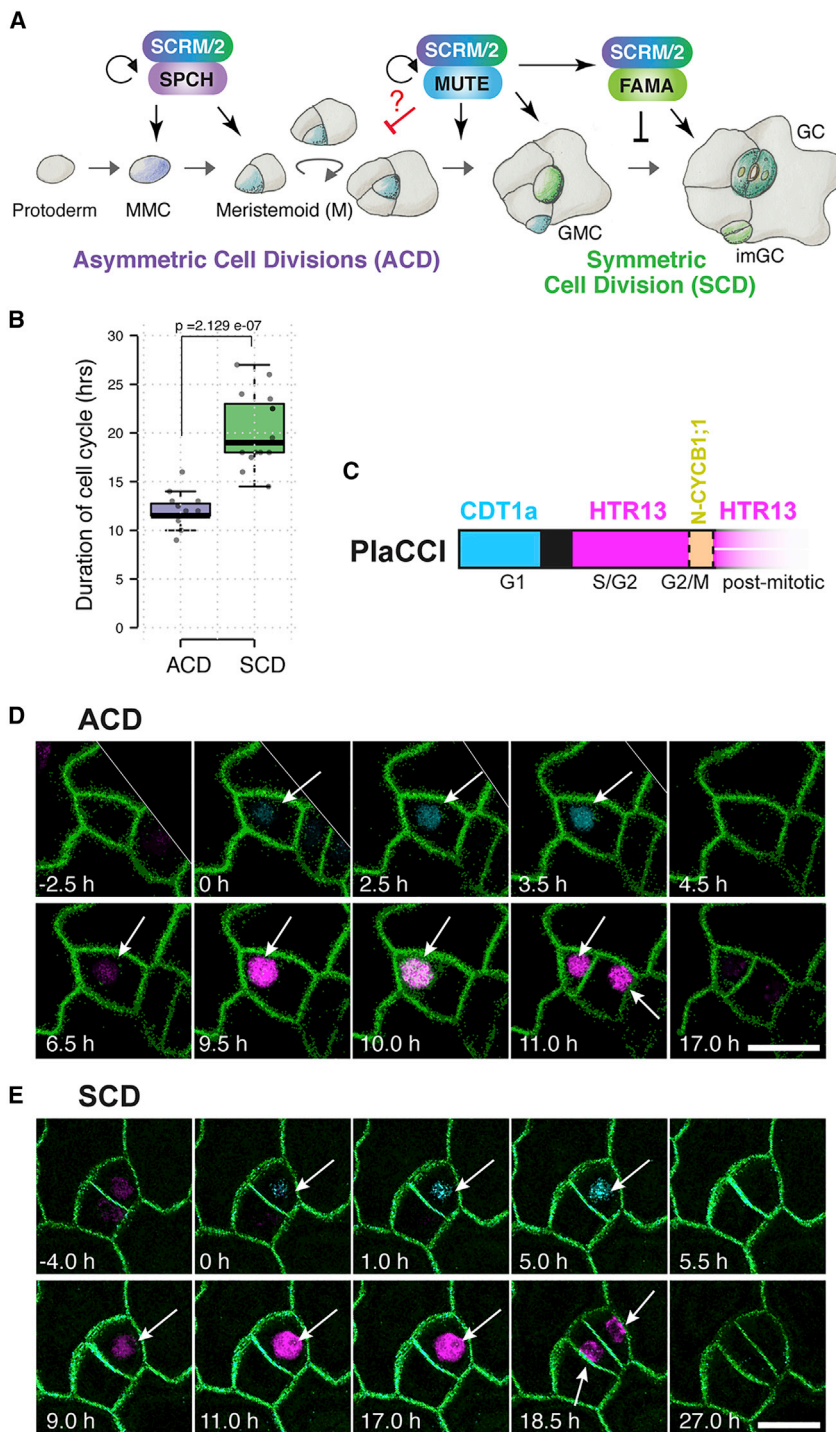 A
SCRM/2
SPCH
SCRM/2
MUTE
SCRM/2
FAMA
?
GC
Protoderm
MMC
Meristemoid (M)
GMC
imGC
Asymmetric Cell Divisions (ACD)
Symmetric
Cell Division (SCD)
B
p =2.129 e-07
Duration of cell cycle (hrs)
30
25
20
15
10
5
0
ACD
SCD
C
CDT1a
HTR13
N-CYCB1;1
HTR13
PlaCCI
G1
S/G2
G2/M
post-mitotic
D
ACD
-2.5 h
0 h
2.5 h
3.5 h
4.5 h
6.5 h
9.5 h
10.0 h
11.0 h
17.0 h
E
SCD
-4.0 h
0 h
1.0 h
5.0 h
5.5 h
9.0 h
11.0 h
17.0 h
18.5 h
27.0 h